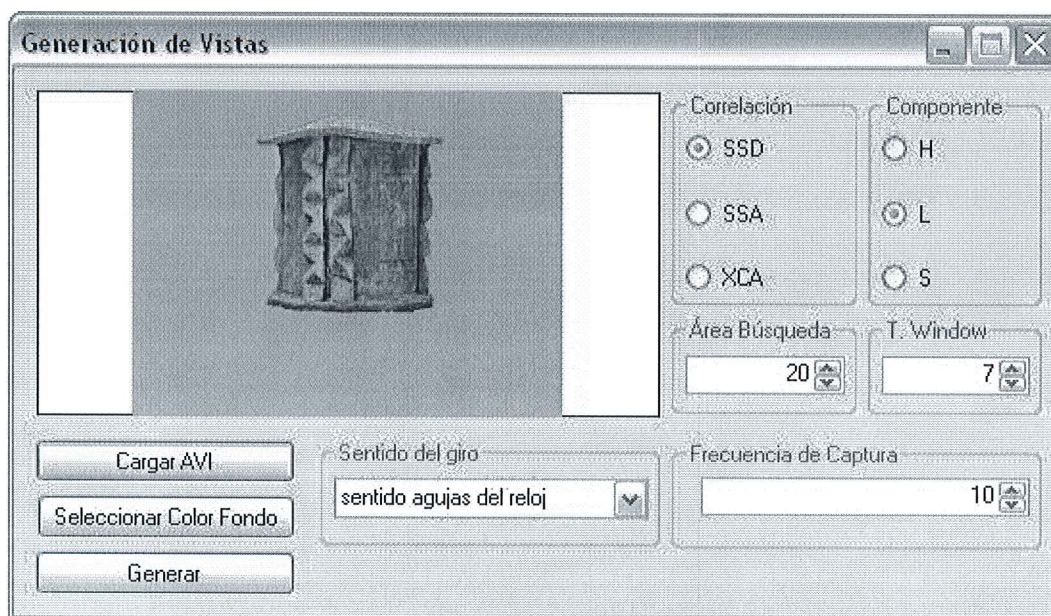 Generación de Vistas
Correlación
SSD
SSA
XCA
Componente
H
L
S
Área Búsqueda
20
T. Window
7
Cargar AVI
Seleccionar Color Fondo
Generar
Sentido del giro
sentido agujas del reloj
Frecuencia de Captura
10